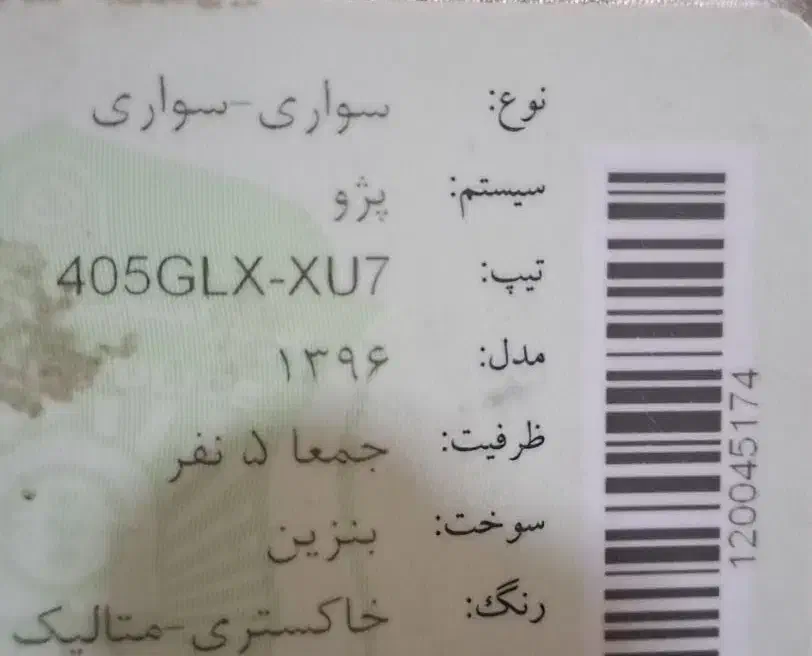 نوع: سواری-سواری
سیستم: پژو
تیپ: 405GLX-XU7
مدل: ۱۳۹۶
ظرفیت: جمعا ۵ نفر
سوخت: بنزین
رنگ: خاکستری-متالیک
120045174